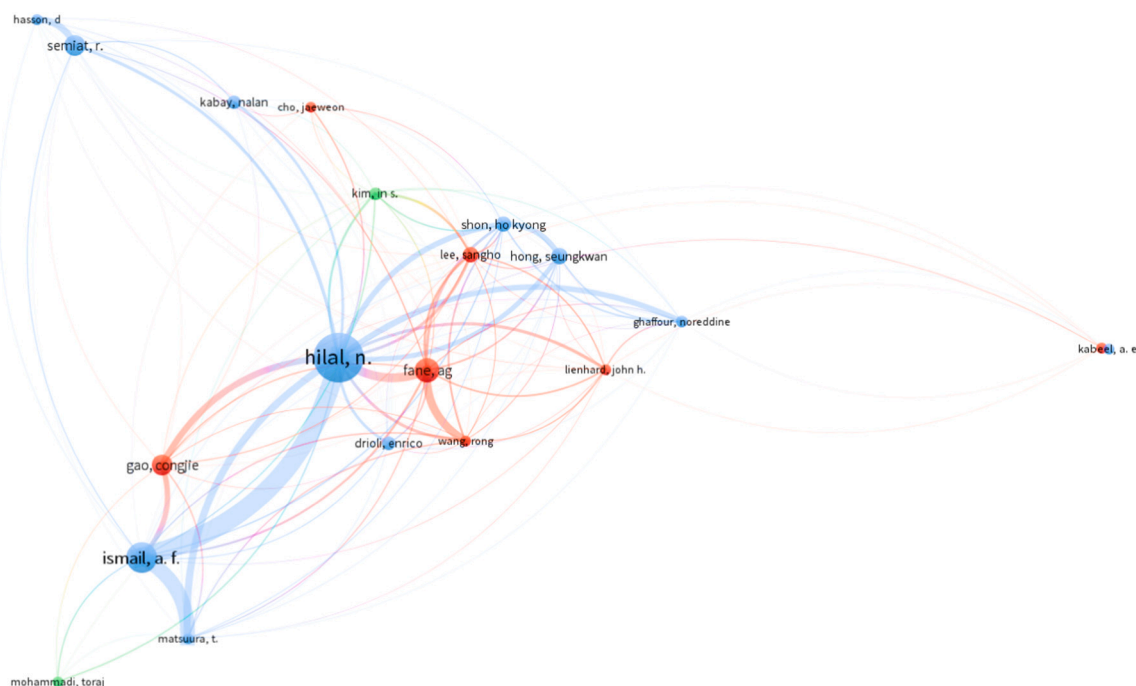 hasson, d
semiat, r.
kabay, nalan
cho, jaeweon
kim, in s.
shon, ho kyong
lee, sangho
hong, seungkwan
ghaffour, noreddine
kabeel, a. e
hilal, n.
fane, ag
lienhard, john h.
drioli, enrico
wang, rong
gao, congjie
ismail, a. f.
matsuura, t.
mohammadi, toraj